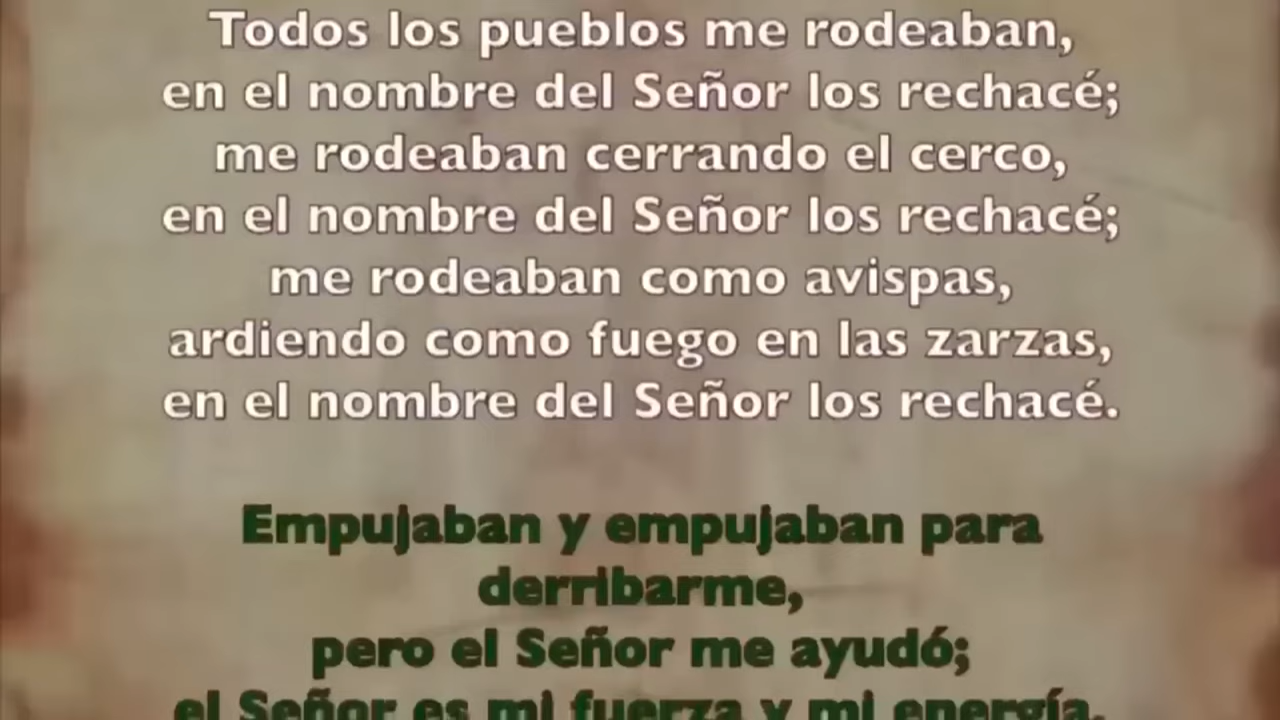 Todos los pueblos me rodeaban,
en el nombre del Señor los rechacé;
me rodeaban cerrando el cerco,
en el nombre del Señor los rechacé;
me rodeaban como avispas,
ardiendo como fuego en las zarzas,
en el nombre del Señor los rechacé.
Empujaban y empujaban para
derribarme,
pero el Señor me ayudó;
el Señor es mi fuerza y mi energía,